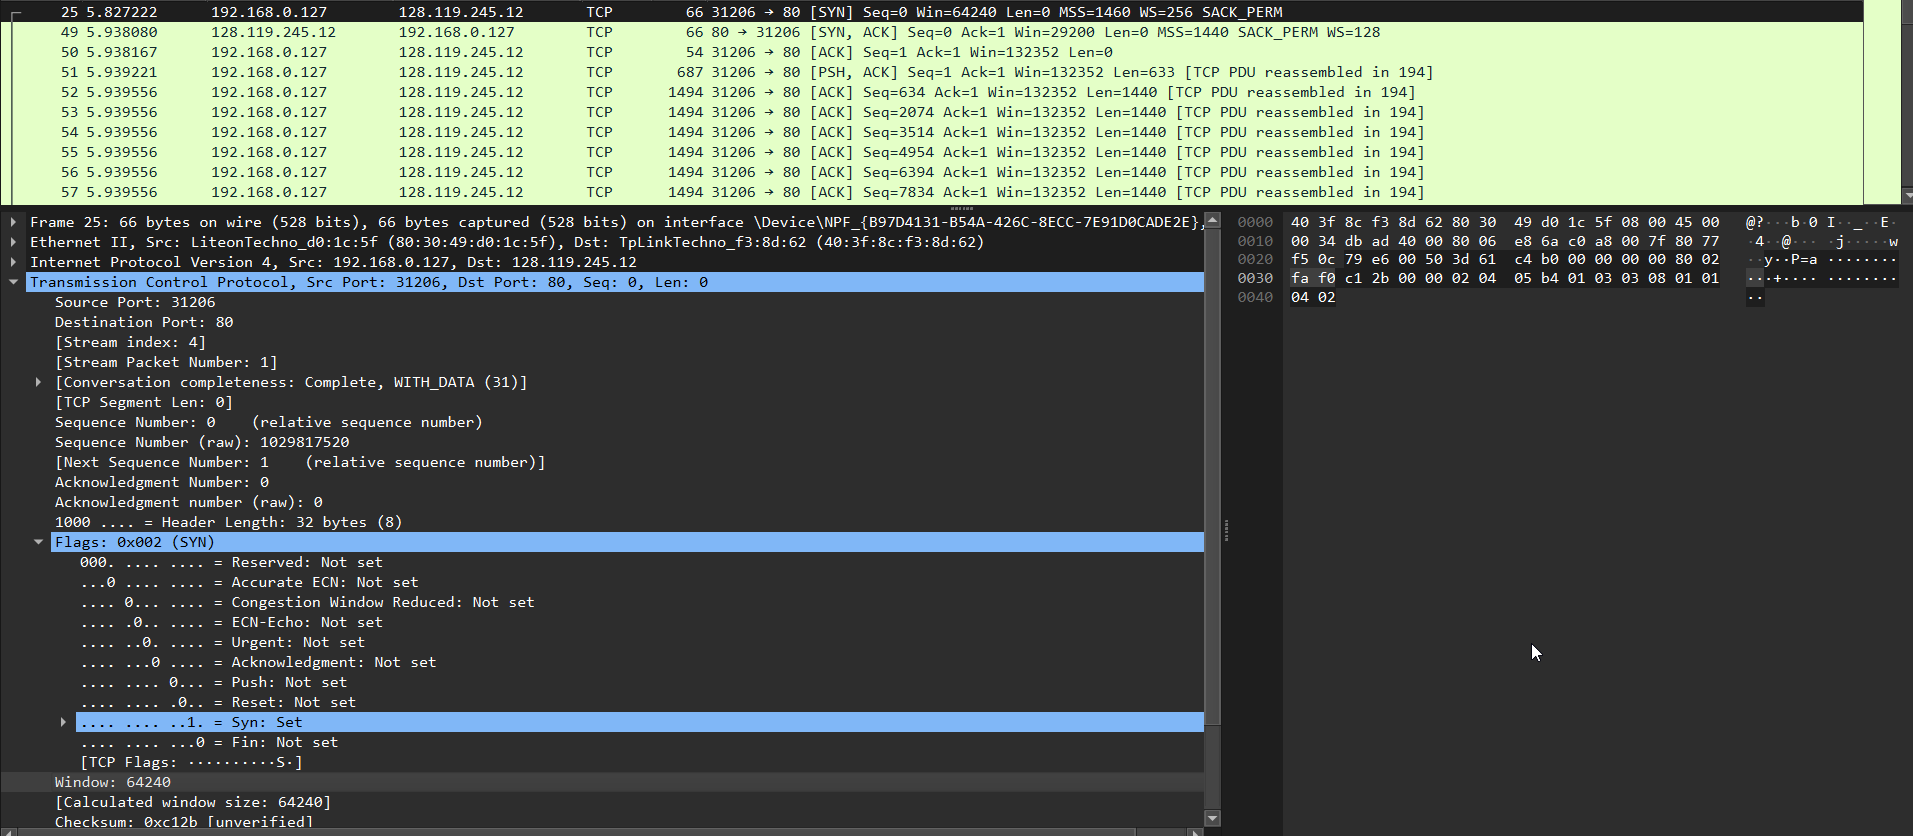 25 5.827222 192.168.0.127 128.119.245.12 TCP 66 31206 → 80 [SYN] Seq=0 Win=64240 Len=0 MSS=1460 WS=256 SACK_PERM
49 5.938080 128.119.245.12 192.168.0.127 TCP 66 80 → 31206 [SYN, ACK] Seq=0 Ack=1 Win=29200 Len=0 MSS=1440 SACK_PERM WS=128
50 5.938167 192.168.0.127 128.119.245.12 TCP 54 31206 → 80 [ACK] Seq=1 Ack=1 Win=132352 Len=0
51 5.939221 192.168.0.127 128.119.245.12 TCP 687 31206 → 80 [PSH, ACK] Seq=1 Ack=1 Win=132352 Len=633 [TCP PDU reassembled in 194]
52 5.939556 192.168.0.127 128.119.245.12 TCP 1494 31206 → 80 [ACK] Seq=634 Ack=1 Win=132352 Len=1440 [TCP PDU reassembled in 194]
53 5.939556 192.168.0.127 128.119.245.12 TCP 1494 31206 → 80 [ACK] Seq=2074 Ack=1 Win=132352 Len=1440 [TCP PDU reassembled in 194]
54 5.939556 192.168.0.127 128.119.245.12 TCP 1494 31206 → 80 [ACK] Seq=3514 Ack=1 Win=132352 Len=1440 [TCP PDU reassembled in 194]
55 5.939556 192.168.0.127 128.119.245.12 TCP 1494 31206 → 80 [ACK] Seq=4954 Ack=1 Win=132352 Len=1440 [TCP PDU reassembled in 194]
56 5.939556 192.168.0.127 128.119.245.12 TCP 1494 31206 → 80 [ACK] Seq=6394 Ack=1 Win=132352 Len=1440 [TCP PDU reassembled in 194]
57 5.939556 192.168.0.127 128.119.245.12 TCP 1494 31206 → 80 [ACK] Seq=7834 Ack=1 Win=132352 Len=1440 [TCP PDU reassembled in 194]
Frame 25: 66 bytes on wire (528 bits), 66 bytes captured (528 bits) on interface \Device\NPF_{B97D4131-B54A-426C-8ECC-7E91D0CADE2E},
Ethernet II, Src: LiteonTechno_d0:1c:5f (80:30:49:d0:1c:5f), Dst: TpLinkTechno_f3:8d:62 (40:3f:8c:f3:8d:62)
Internet Protocol Version 4, Src: 192.168.0.127, Dst: 128.119.245.12
Transmission Control Protocol, Src Port: 31206, Dst Port: 80, Seq: 0, Len: 0
Source Port: 31206
Destination Port: 80
[Stream index: 4]
[Stream Packet Number: 1]
[Conversation completeness: Complete, WITH_DATA (31)]
[TCP Segment Len: 0]
Sequence Number: 0 (relative sequence number)
Sequence Number (raw): 1029817520
[Next Sequence Number: 1 (relative sequence number)]
Acknowledgment Number: 0
Acknowledgment number (raw): 0
1000 .... = Header Length: 32 bytes (8)
Flags: 0x002 (SYN)
000. .... .... = Reserved: Not set
...0 .... .... = Accurate ECN: Not set
.... 0... .... = Congestion Window Reduced: Not set
.... .0.. .... = ECN-Echo: Not set
.... ..0. .... = Urgent: Not set
.... ...0 .... = Acknowledgment: Not set
.... .... 0... = Push: Not set
.... .... .0.. = Reset: Not set
.... .... ..1. = Syn: Set
.... .... ...0 = Fin: Not set
[TCP Flags: ··········S·]
Window: 64240
[Calculated window size: 64240]
Checksum: 0xc12b [unverified]
0000 40 3f 8c f3 8d 62 80 30 49 d0 1c 5f 08 00 45 00 @?···b·0 I··_··E·
0010 00 34 db ad 40 00 80 06 e8 6a c0 a8 00 7f 80 77 ·4··@··· ·j·····w
0020 f5 0c 79 e6 00 50 3d 61 c4 b0 00 00 00 00 80 02 ··y··P=a ········
0030 fa f0 c1 2b 00 00 02 04 05 b4 01 03 03 08 01 01 ···+···· ········
0040 04 02 ··